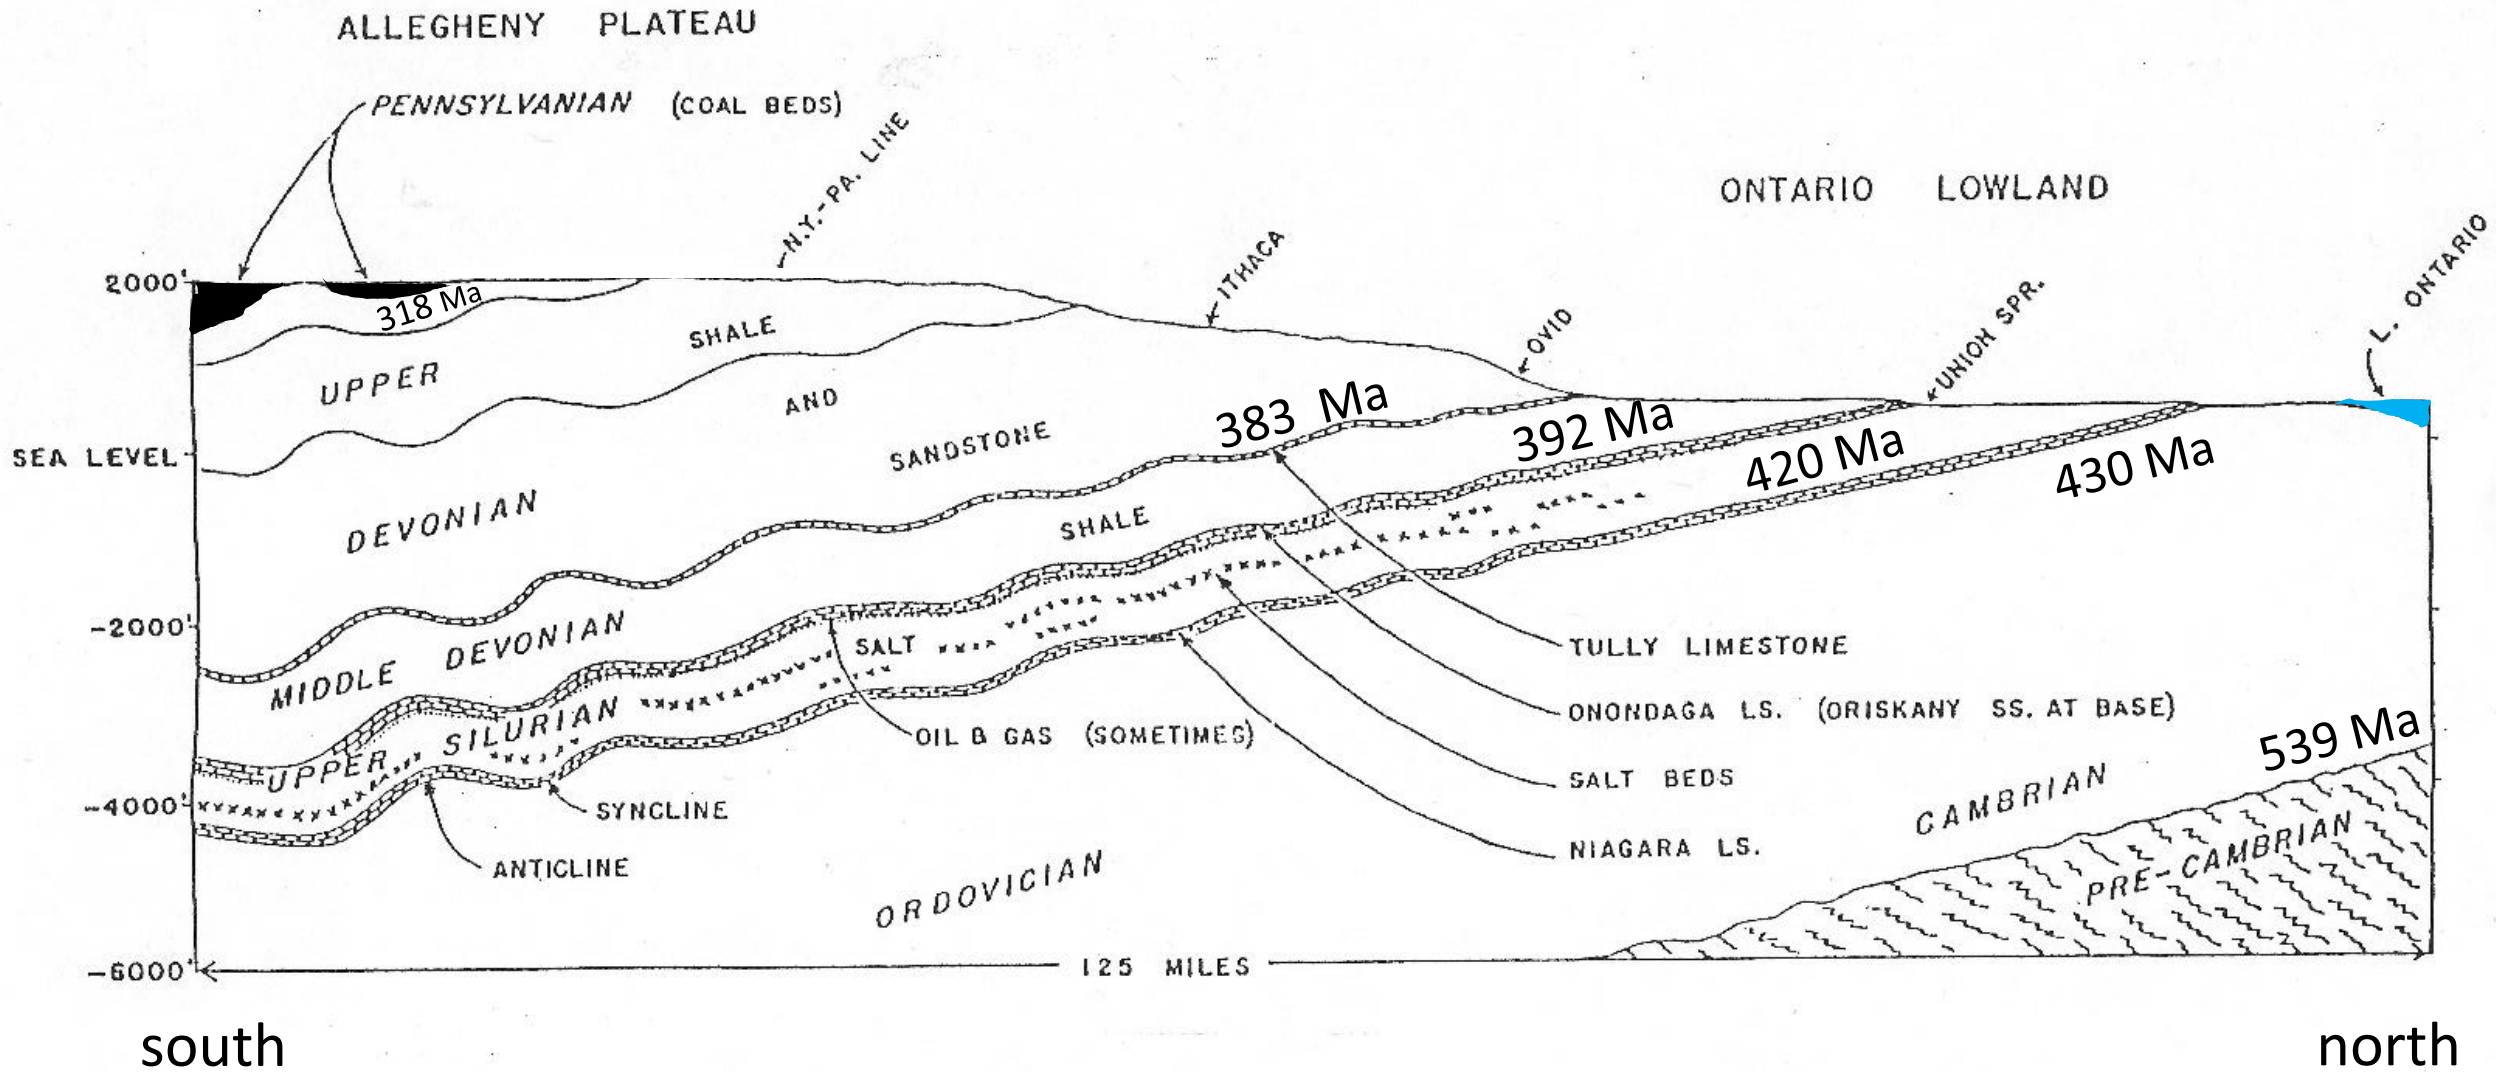 ALLEGHENY PLATEAU
PENNSYLVANIAN (COAL BEDS)
N.Y.-PA. LINE
ONTARIO LOWLAND
ITHACA
OVID
UNION SPR.
L. ONTARIO
2000'
318 Ma
SHALE
UPPER
AND
383 Ma
392 Ma
SEA LEVEL
SANDSTONE
420 Ma
430 Ma
DEVONIAN
SHALE
-2000'
MIDDLE DEVONIAN
SALT
TULLY LIMESTONE
ONONDAGA LS. (ORISKANY SS. AT BASE)
UPPER SILURIAN
OIL & GAS (SOMETIMES)
539 Ma
SALT BEDS
-4000'
SYNCLINE
CAMBRIAN
NIAGARA LS.
ANTICLINE
PRE-CAMBRIAN
ORDOVICIAN
-6000'
125 MILES
south
north